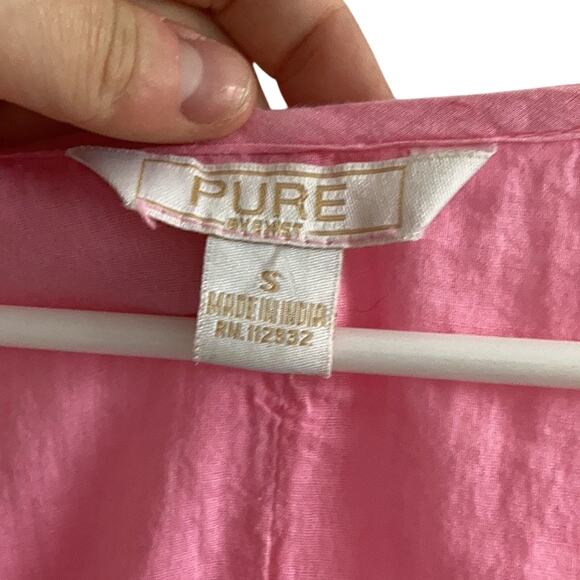 PURE
S
MADE IN INDIA
RN. 112932